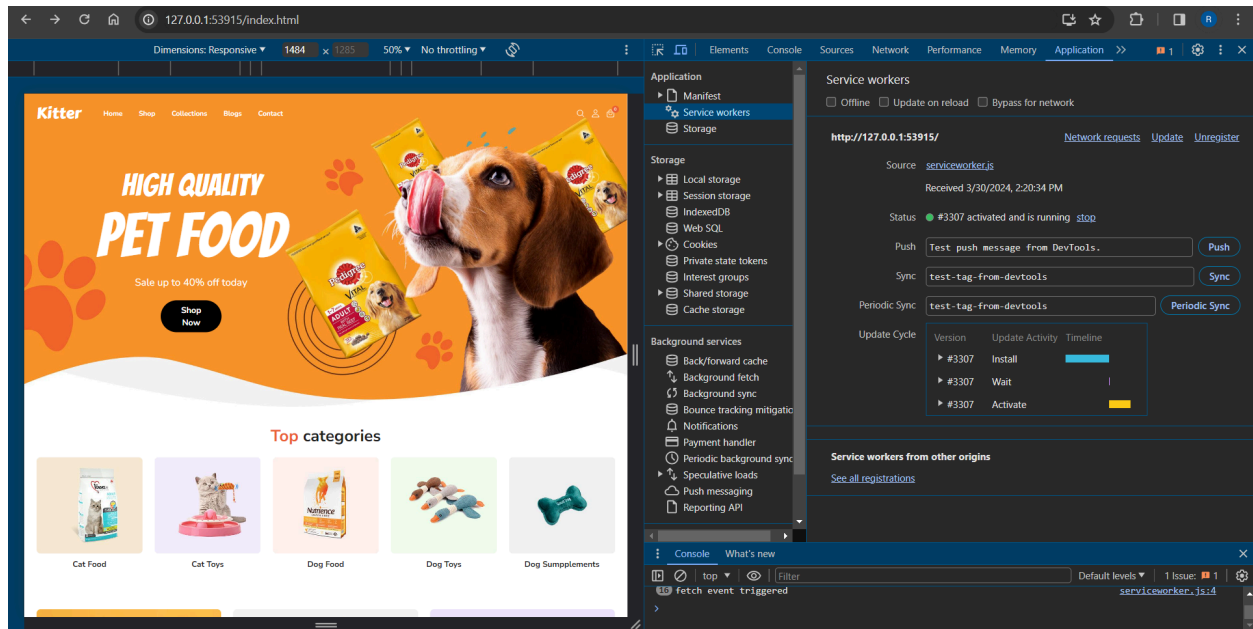 127.0.0.1:53915/index.html
R
Dimensions: Responsive ▼ 1484 × 1285 50% ▼ No throttling ▼
Elements Console Sources Network Performance Memory Application 1
Kitter Home Shop Collections Blogs Contact 0
HIGH QUALITY
PET FOOD
Sale up to 40% off today
Shop
Now
Pedigree
VITAL
ADULT
Top categories
Nutrience
Cat Food Cat Toys Dog Food Dog Toys Dog Sumpplements
Application
Manifest
Service workers
Storage
Storage
Local storage
Session storage
IndexedDB
Web SQL
Cookies
Private state tokens
Interest groups
Shared storage
Cache storage
Background services
Back/forward cache
Background fetch
Background sync
Bounce tracking mitigatio
Notifications
Payment handler
Periodic background sync
Speculative loads
Push messaging
Reporting API
Service workers
Offline Update on reload Bypass for network
http://127.0.0.1:53915/ Network requests Update Unregister
Source serviceworker.js
Received 3/30/2024, 2:20:34 PM
Status #3307 activated and is running stop
Push Test push message from DevTools. Push
Sync test-tag-from-devtools Sync
Periodic Sync test-tag-from-devtools Periodic Sync
Update Cycle Version Update Activity Timeline
#3307 Install
#3307 Wait
#3307 Activate
Service workers from other origins
See all registrations
Console What's new
top ▼ Filter Default levels ▼ 1 Issue: 1
16 fetch event triggered serviceworker.js:4